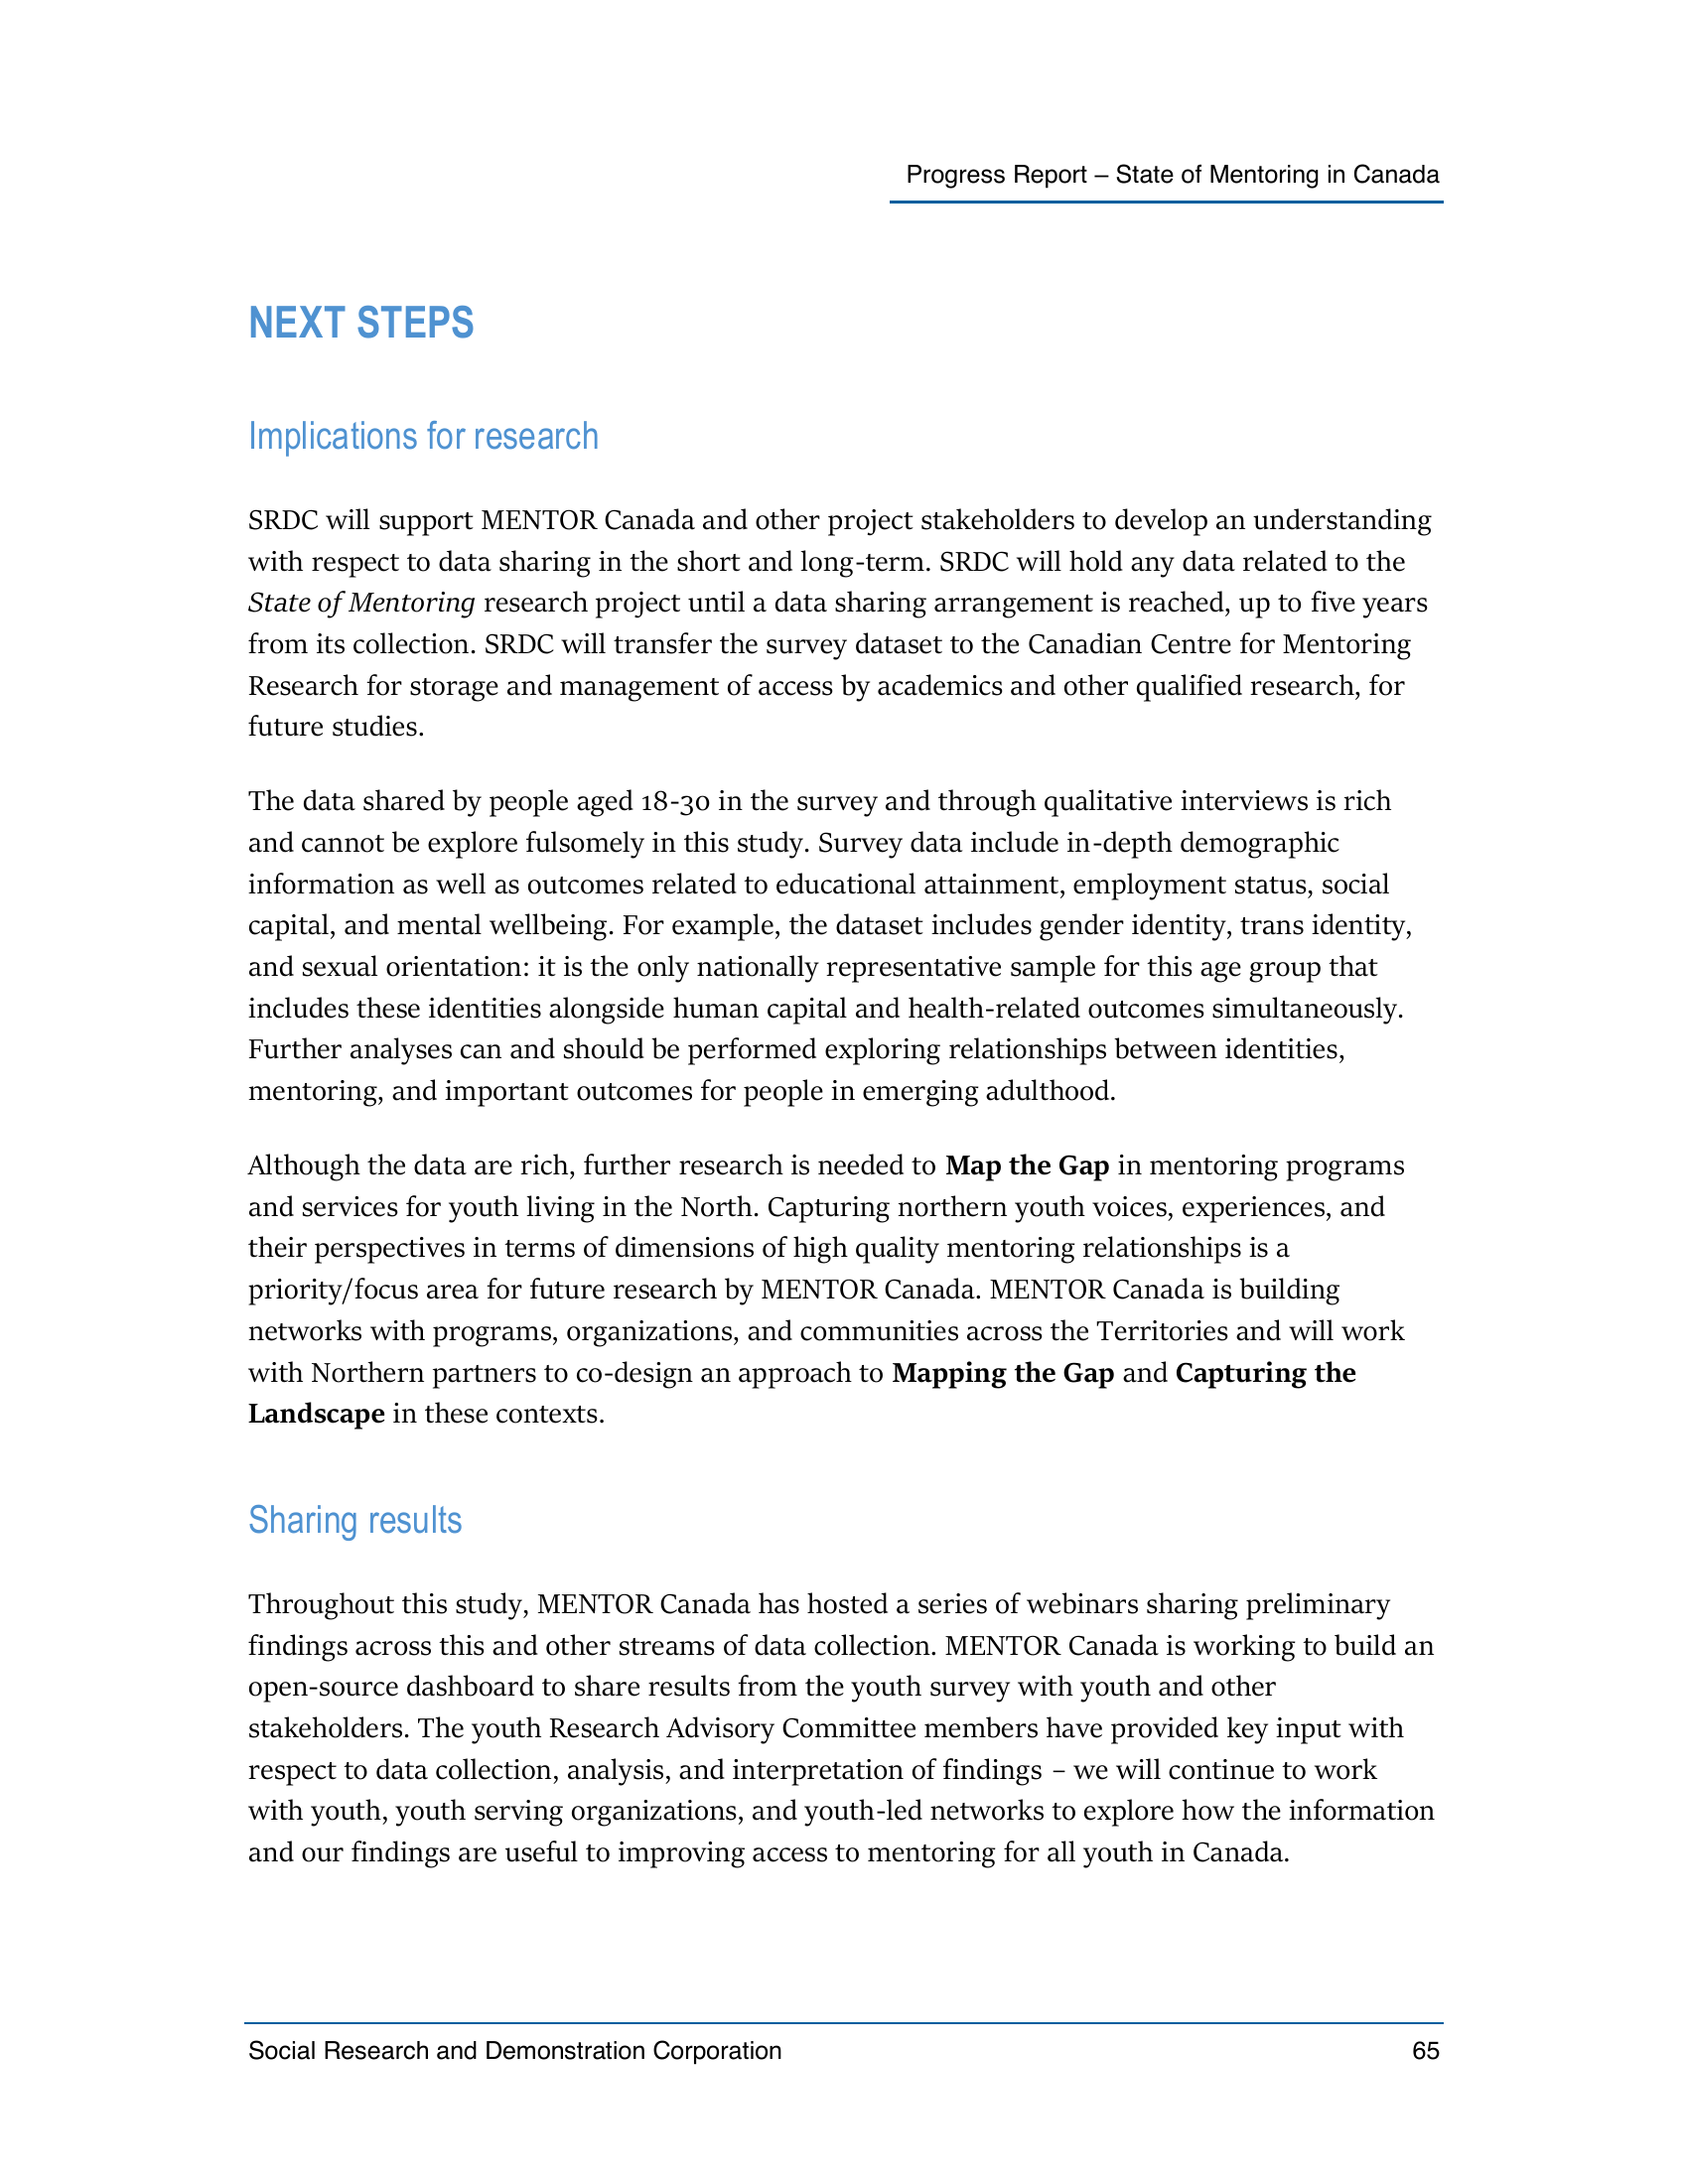 Progress Report – State of Mentoring in Canada
NEXT STEPS
Implications for research
SRDC will support MENTOR Canada and other project stakeholders to develop an understanding
with respect to data sharing in the short and long-term. SRDC will hold any data related to the
State of Mentoring research project until a data sharing arrangement is reached, up to five years
from its collection. SRDC will transfer the survey dataset to the Canadian Centre for Mentoring
Research for storage and management of access by academics and other qualified research, for
future studies.
The data shared by people aged 18-30 in the survey and through qualitative interviews is rich
and cannot be explore fulsomely in this study. Survey data include in-depth demographic
information as well as outcomes related to educational attainment, employment status, social
capital, and mental wellbeing. For example, the dataset includes gender identity, trans identity,
and sexual orientation: it is the only nationally representative sample for this age group that
includes these identities alongside human capital and health-related outcomes simultaneously.
Further analyses can and should be performed exploring relationships between identities,
mentoring, and important outcomes for people in emerging adulthood.
Although the data are rich, further research is needed to Map the Gap in mentoring programs
and services for youth living in the North. Capturing northern youth voices, experiences, and
their perspectives in terms of dimensions of high quality mentoring relationships is a
priority/focus area for future research by MENTOR Canada. MENTOR Canada is building
networks with programs, organizations, and communities across the Territories and will work
with Northern partners to co-design an approach to Mapping the Gap and Capturing the
Landscape in these contexts.
Sharing results
Throughout this study, MENTOR Canada has hosted a series of webinars sharing preliminary
findings across this and other streams of data collection. MENTOR Canada is working to build an
open-source dashboard to share results from the youth survey with youth and other
stakeholders. The youth Research Advisory Committee members have provided key input with
respect to data collection, analysis, and interpretation of findings – we will continue to work
with youth, youth serving organizations, and youth-led networks to explore how the information
and our findings are useful to improving access to mentoring for all youth in Canada.
Social Research and Demonstration Corporation 65